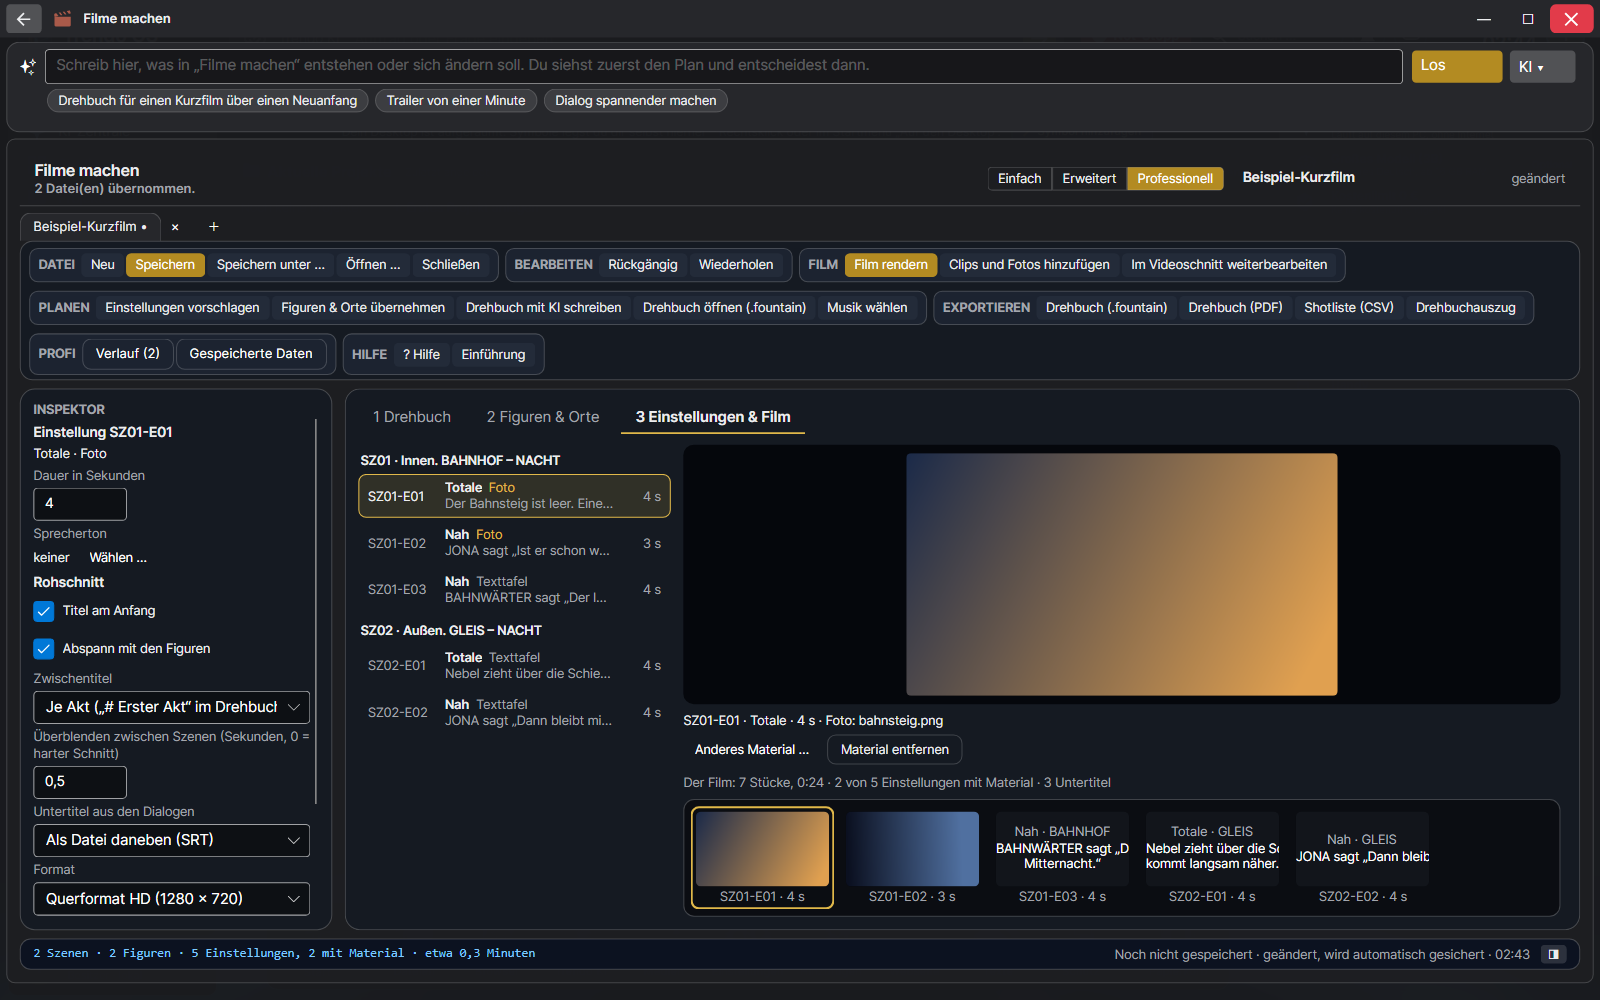 Filme machen
Schreib hier, was in „Filme machen“ entstehen oder sich ändern soll. Du siehst zuerst den Plan und entscheidest dann.
Los
KI
Drehbuch für einen Kurzfilm über einen Neuanfang
Trailer von einer Minute
Dialog spannender machen
Filme machen
2 Datei(en) übernommen.
Einfach
Erweitert
Professionell
Beispiel-Kurzfilm
geändert
Beispiel-Kurzfilm • × +
DATEI Neu Speichern Speichern unter ... Öffnen ... Schließen
BEARBEITEN Rückgängig Wiederholen
FILM Film rendern Clips und Fotos hinzufügen Im Videoschnitt weiterbearbeiten
PLANEN Einstellungen vorschlagen Figuren & Orte übernehmen Drehbuch mit KI schreiben Drehbuch öffnen (.fountain) Musik wählen
EXPORTIEREN Drehbuch (.fountain) Drehbuch (PDF) Shotliste (CSV) Drehbuchauszug
PROFI Verlauf (2) Gespeicherte Daten
HILFE ? Hilfe Einführung
INSPEKTOR
Einstellung SZ01-E01
Totale · Foto
Dauer in Sekunden
4
Sprecherton
keiner Wählen ...
Rohschnitt
Titel am Anfang
Abspann mit den Figuren
Zwischentitel
Je Akt („# Erster Akt“ im Drehbuch
Überblenden zwischen Szenen (Sekunden, 0 =
harter Schnitt)
0,5
Untertitel aus den Dialogen
Als Datei daneben (SRT)
Format
Querformat HD (1280 × 720)
1 Drehbuch
2 Figuren & Orte
3 Einstellungen & Film
SZ01 · Innen. BAHNHOF – NACHT
SZ01-E01 Totale Foto 4 s
Der Bahnsteig ist leer. Eine...
SZ01-E02 Nah Foto 3 s
JONA sagt „Ist er schon w...
SZ01-E03 Nah Texttafel 4 s
BAHNWÄRTER sagt „Der l...
SZ02 · Außen. GLEIS – NACHT
SZ02-E01 Totale Texttafel 4 s
Nebel zieht über die Schie...
SZ02-E02 Nah Texttafel 4 s
JONA sagt „Dann bleibt mi...
SZ01-E01 · Totale · 4 s · Foto: bahnsteig.png
Anderes Material ...
Material entfernen
Der Film: 7 Stücke, 0:24 · 2 von 5 Einstellungen mit Material · 3 Untertitel
SZ01-E01 · 4 s
SZ01-E02 · 3 s
Nah · BAHNHOF
BAHNWÄRTER sagt „D
Mitternacht.“
SZ01-E03 · 4 s
Totale · GLEIS
Nebel zieht über die Sc
kommt langsam näher.
SZ02-E01 · 4 s
Nah · GLEIS
JONA sagt „Dann bleib
SZ02-E02 · 4 s
2 Szenen · 2 Figuren · 5 Einstellungen, 2 mit Material · etwa 0,3 Minuten
Noch nicht gespeichert · geändert, wird automatisch gesichert · 02:43